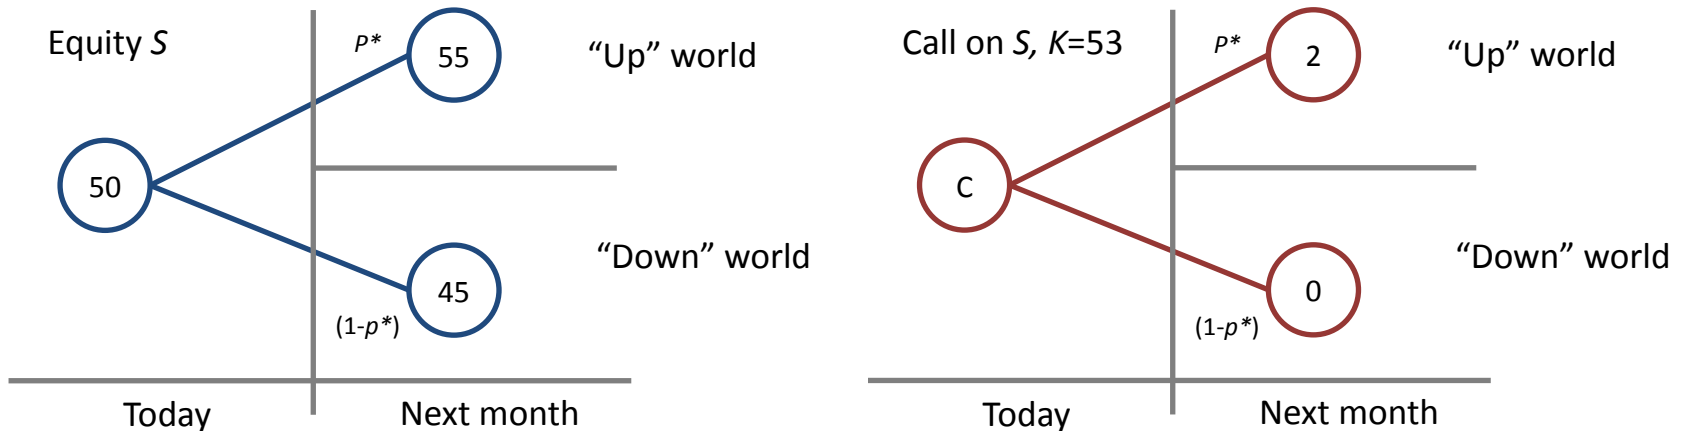 Equity S
P*
55
“Up” world
50
“Down” world
45
(1-p*)
Today
Next month
Call on S, K=53
P*
2
“Up” world
C
“Down” world
0
(1-p*)
Today
Next month